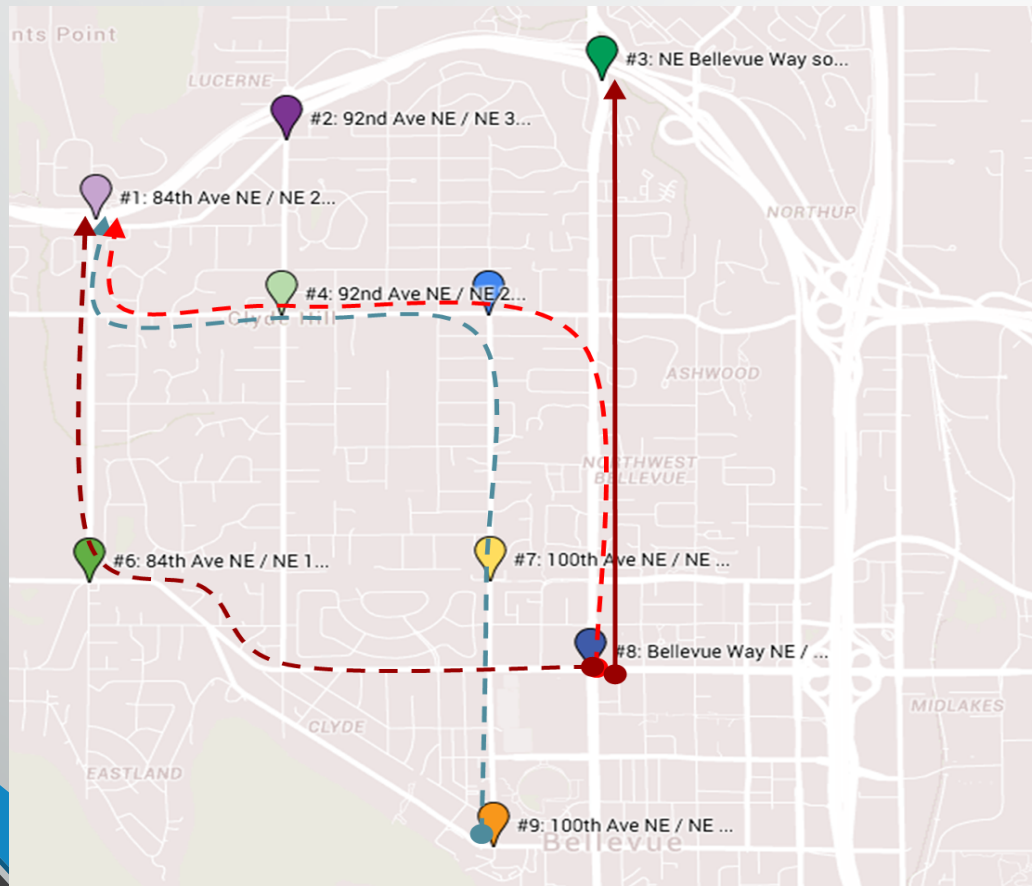 nts Point
#3: NE Bellevue Way so...
LUCERNE
#2: 92nd Ave NE / NE 3...
#1: 84th Ave NE / NE 2...
NORTHUP
#4: 92nd Ave NE / NE 2...
Clyde Hill
ASHWOOD
NORTHWEST
BELLEVUE
#6: 84th Ave NE / NE 1...
#7: 100th Ave NE / NE ...
#8: Bellevue Way NE / ...
MIDLAKES
CLYDE
EASTLAND
#9: 100th Ave NE / NE ...
Bellevue